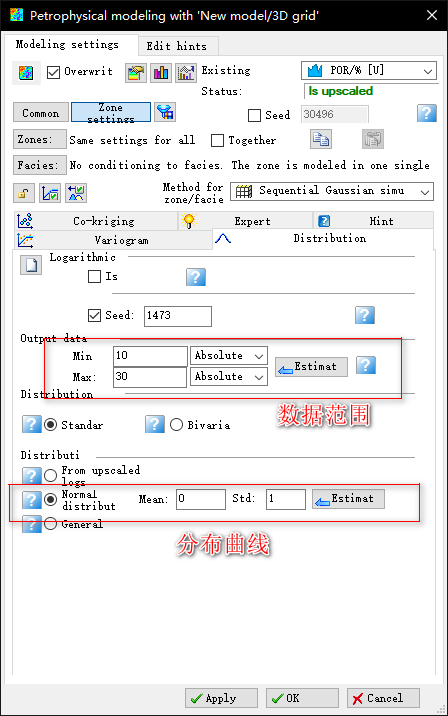 Petrophysical modeling with 'New model/3D grid'
Modeling settings Edit hints
Overwrit Existing POR/% [U]
Status: Is upscaled
Common Zone settings Seed 30496
Zones: Same settings for all Together
Facies: No conditioning to facies. The zone is modeled in one single
Method for zone/facie Sequential Gaussian simu
Co-kriging Expert Hint
Variogram Distribution
Logarithmic
Is
Seed: 1473
Output data
Min 10 Absolute Estimat
Max: 30 Absolute
数据范围
Distribution
Standar Bivaria
Distributi
From upscaled
logs
Normal
distribut Mean: 0 Std: 1 Estimat
General
分布曲线
Apply OK Cancel